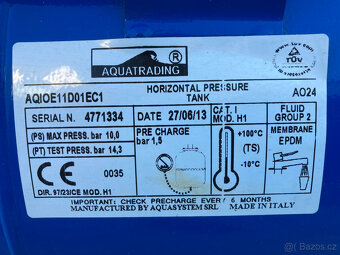 AQUATRADING ®
TÜV
HORIZONTAL PRESSURE TANK
AQIOE11D01EC1
AO24
SERIAL N. 4771334
DATE 27/06/13
CAT. I
MOD. H1
FLUID
GROUP 2
(PS) MAX PRESS. bar 10,0
(PT) TEST PRESS. bar 14,3
PRE CHARGE
bar 1,5
+100°C
(TS)
-10°C
MEMBRANE
EPDM
CE 0035
DIR. 97/23/CE MOD. H1
IMPORTANT: CHECK PRECHARGE EVERY 6 MONTHS
MANUFACTURED BY AQUASYSTEM SRL MADE IN ITALY
Bazoš.cz